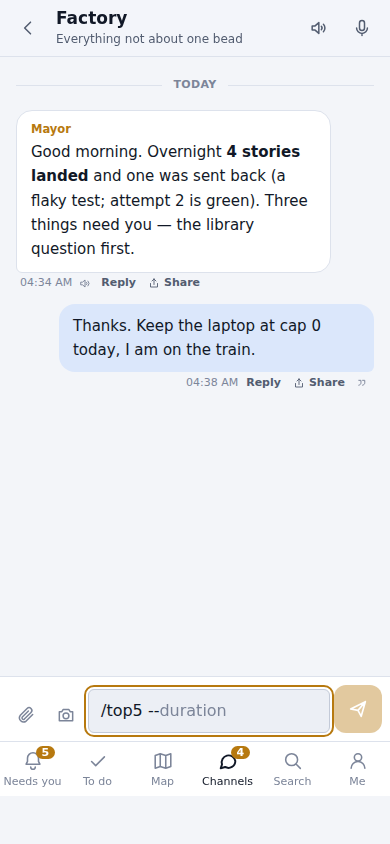 Factory
Everything not about one bead
TODAY
Mayor
Good morning. Overnight 4 stories
landed and one was sent back (a
flaky test; attempt 2 is green). Three
things need you — the library
question first.
04:34 AM Reply Share
Thanks. Keep the laptop at cap 0
today, I am on the train.
04:38 AM Reply Share
/top5 --duration
5
4
Needs you To do Map Channels Search Me